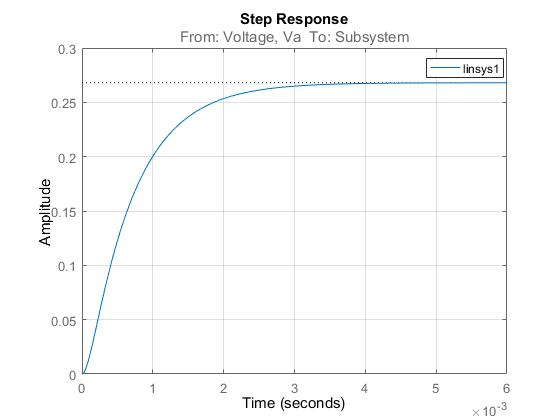 Step Response
From: Voltage, Va To: Subsystem
0.3
linsys1
0.25
0.2
0.15
Amplitude
0.1
0.05
0
0 1 2 3 4 5 6
Time (seconds)
×10⁻³